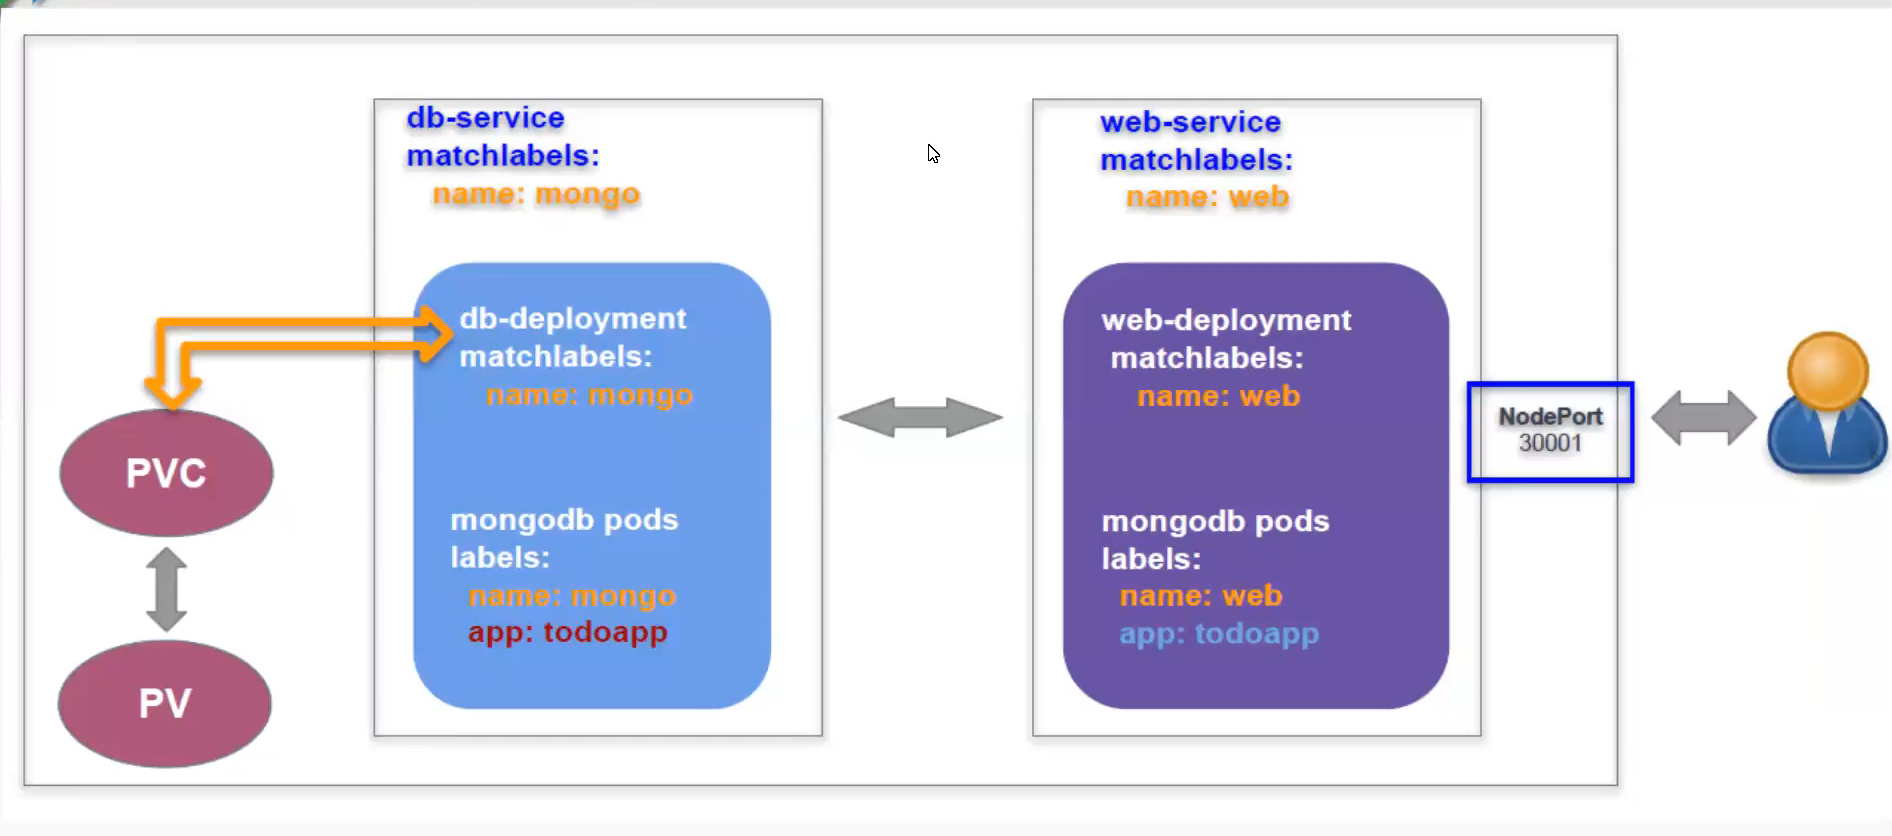 db-service
matchlabels:
name: mongo
db-deployment
matchlabels:
name: mongo
mongodb pods
labels:
name: mongo
app: todoapp
PVC
PV
web-service
matchlabels:
name: web
web-deployment
matchlabels:
name: web
mongodb pods
labels:
name: web
app: todoapp
NodePort
30001